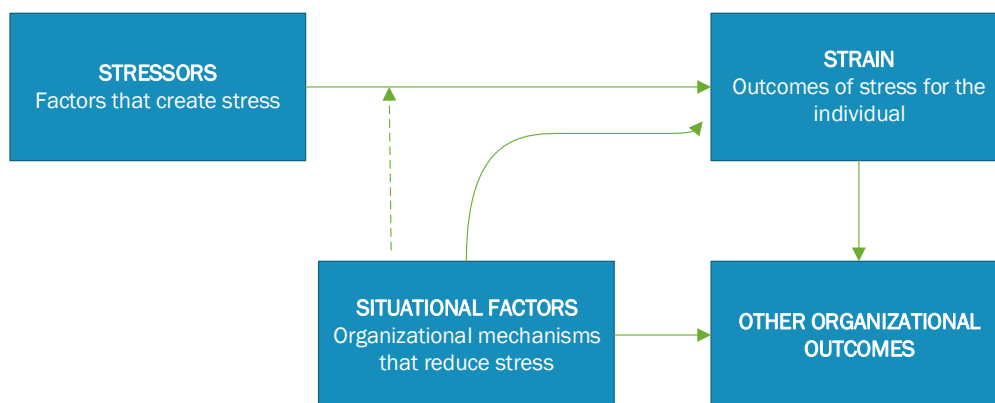 STRESSORS
Factors that create stress
STRAIN
Outcomes of stress for the
individual
SITUATIONAL FACTORS
Organizational mechanisms
that reduce stress
OTHER ORGANIZATIONAL
OUTCOMES